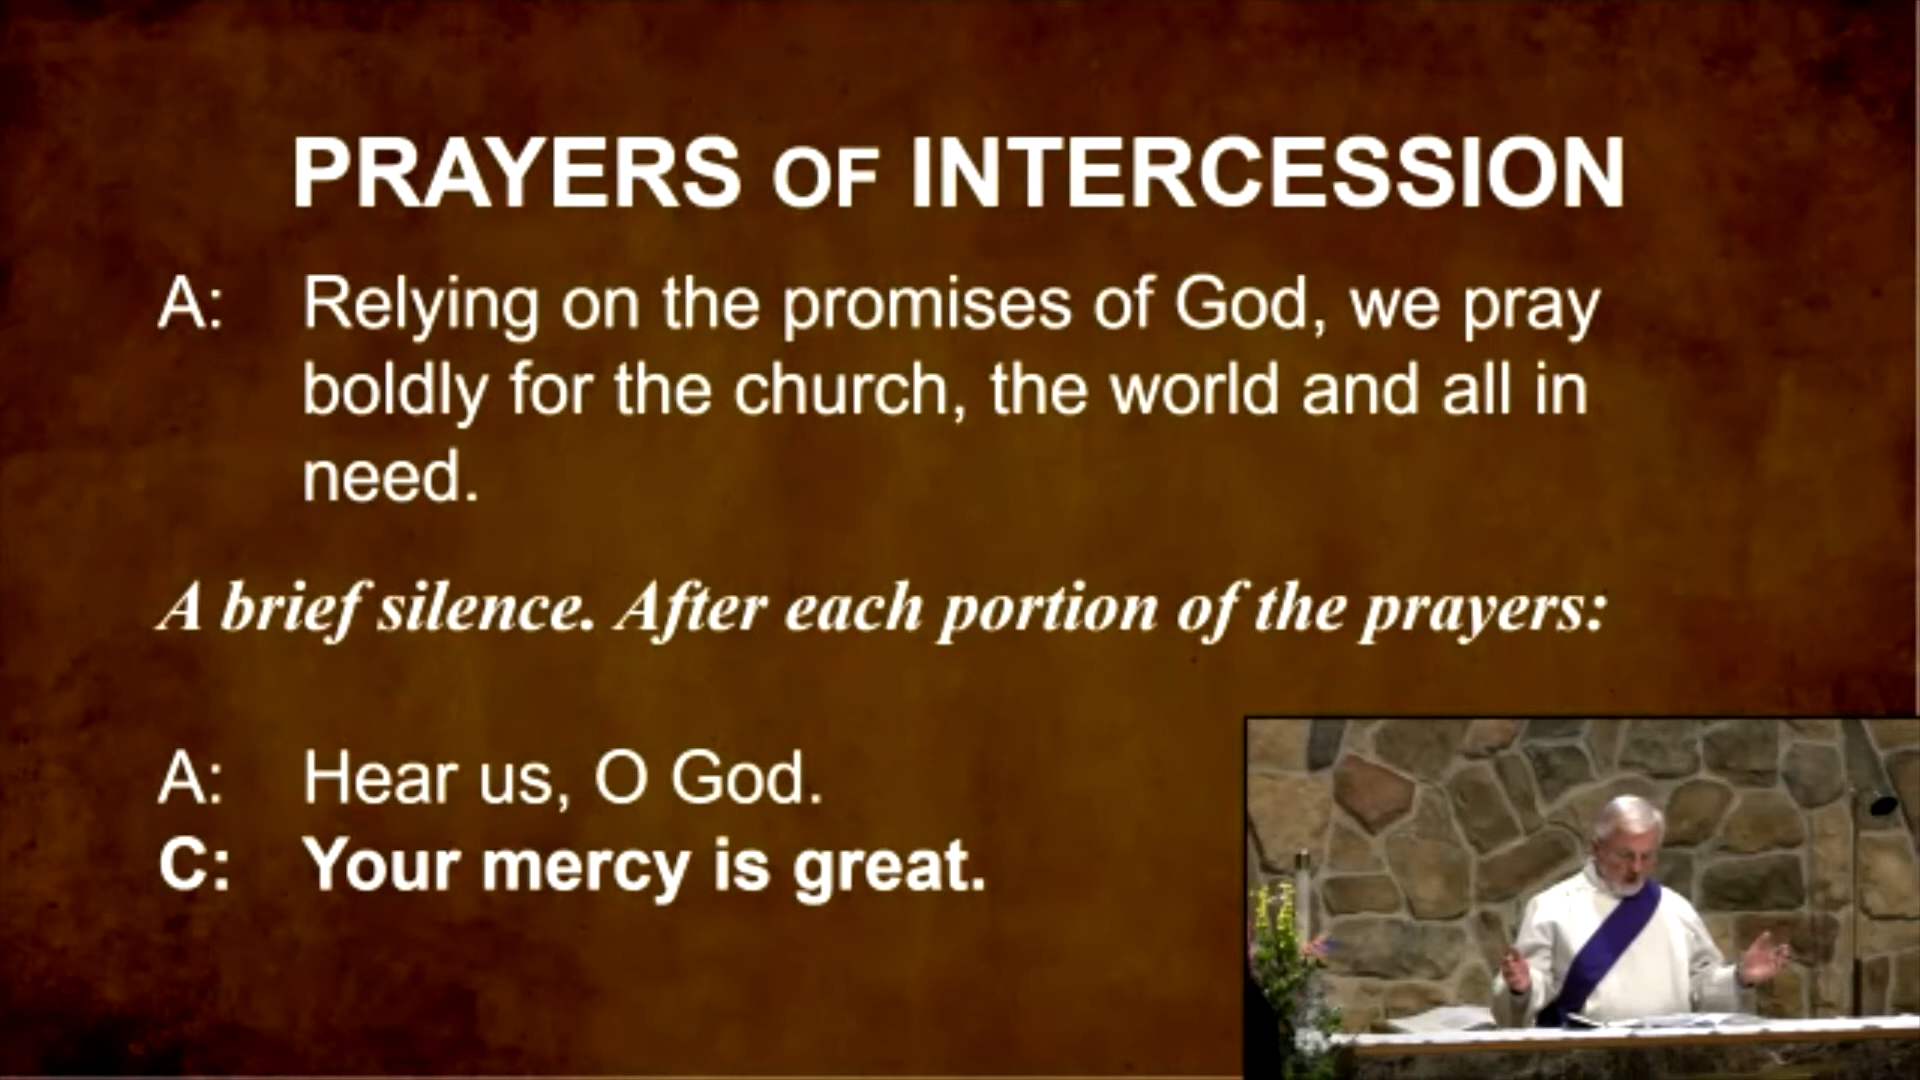 PRAYERS OF INTERCESSION
A: Relying on the promises of God, we pray
boldly for the church, the world and all in
need.
A brief silence. After each portion of the prayers:
A: Hear us, O God.
C: Your mercy is great.